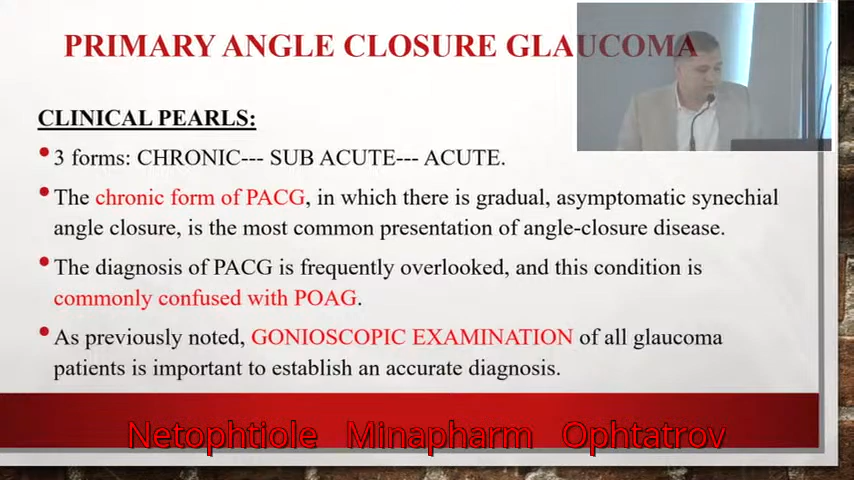 PRIMARY ANGLE CLOSURE GLAUCOMA
CLINICAL PEARLS:
•3 forms: CHRONIC--- SUB ACUTE--- ACUTE.
•The chronic form of PACG, in which there is gradual, asymptomatic synechial
angle closure, is the most common presentation of angle-closure disease.
•The diagnosis of PACG is frequently overlooked, and this condition is
commonly confused with POAG.
•As previously noted, GONIOSCOPIC EXAMINATION of all glaucoma
patients is important to establish an accurate diagnosis.
Netophtiole Minapharm Ophtatrov